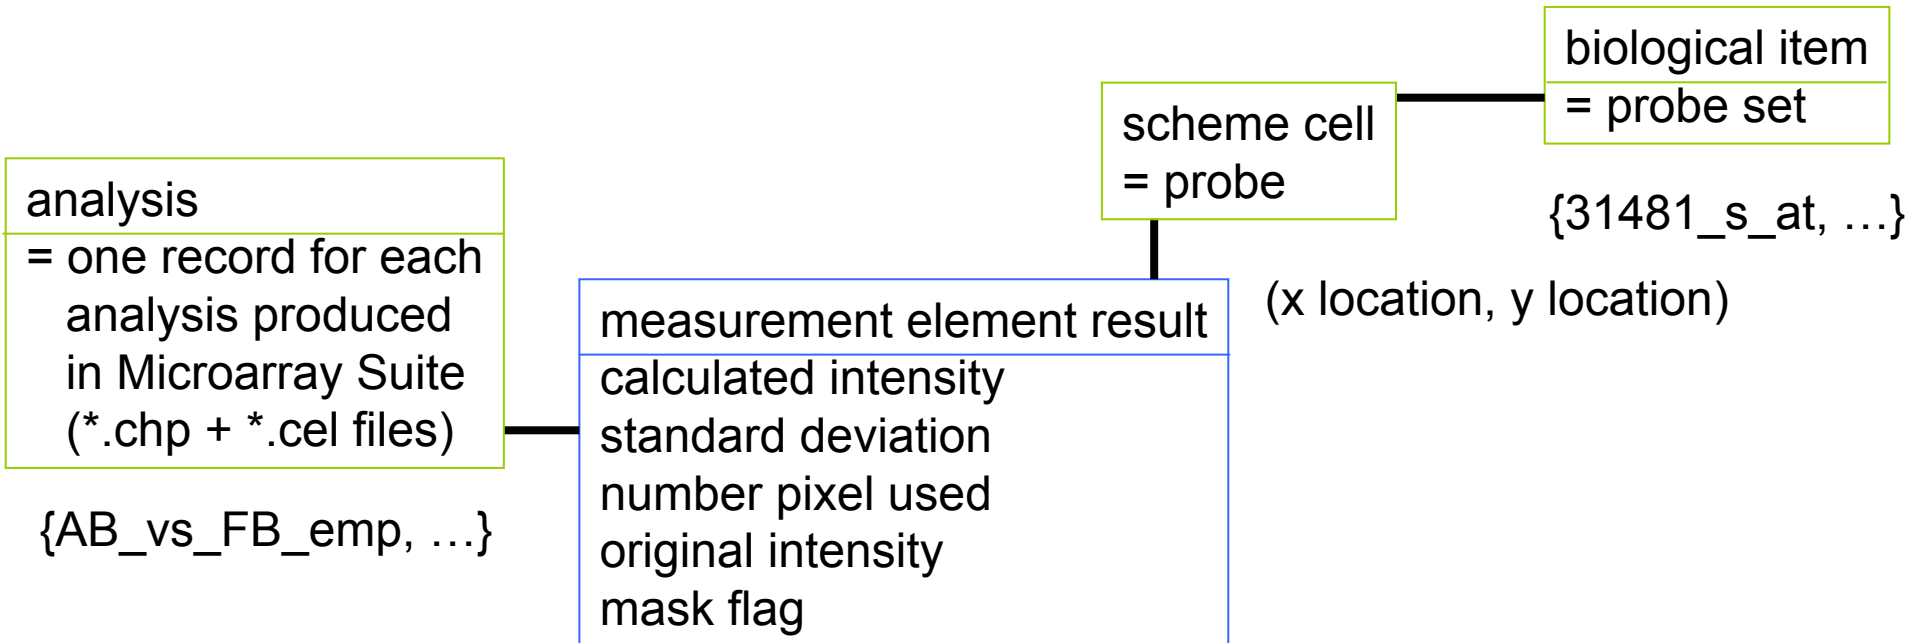 biological item
= probe set
{31481_s_at, …}
scheme cell
= probe
(x location, y location)
analysis
= one record for each
analysis produced
in Microarray Suite
(*.chp + *.cel files)
{AB_vs_FB_emp, …}
measurement element result
calculated intensity
standard deviation
number pixel used
original intensity
mask flag